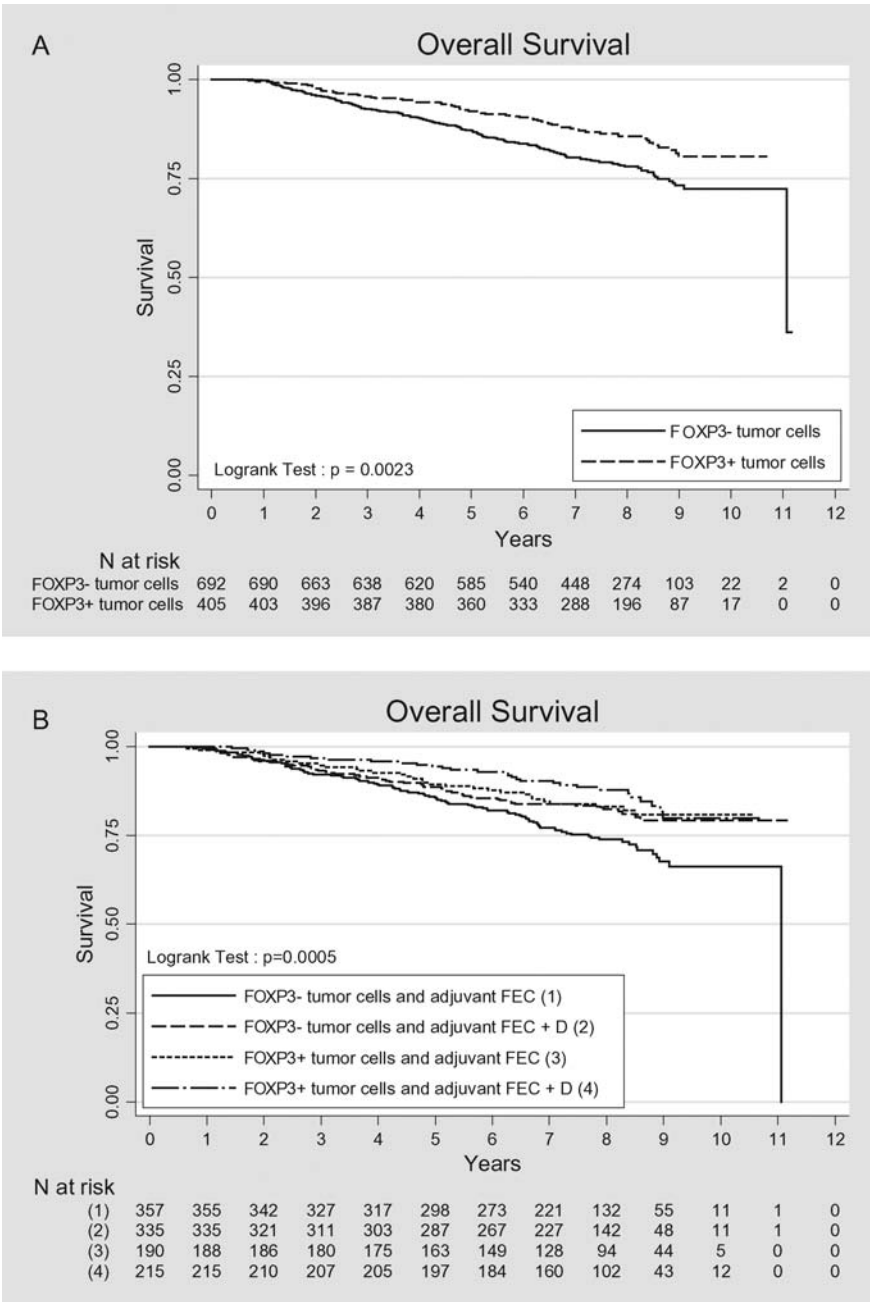 A
Overall Survival
1.00
0.75
0.50
0.25
0.00
Survival
FOXP3- tumor cells
FOXP3+ tumor cells
Logrank Test : p = 0.0023
0 1 2 3 4 5 6 7 8 9 10 11 12
Years
N at risk
FOXP3- tumor cells 692 690 663 638 620 585 540 448 274 103 22 2 0
FOXP3+ tumor cells 405 403 396 387 380 360 333 288 196 87 17 0 0
B
Overall Survival
1.00
0.75
0.50
0.25
0.00
Survival
Logrank Test : p=0.0005
FOXP3- tumor cells and adjuvant FEC (1)
FOXP3- tumor cells and adjuvant FEC + D (2)
FOXP3+ tumor cells and adjuvant FEC (3)
FOXP3+ tumor cells and adjuvant FEC + D (4)
0 1 2 3 4 5 6 7 8 9 10 11 12
Years
N at risk
(1) 357 355 342 327 317 298 273 221 132 55 11 1 0
(2) 335 335 321 311 303 287 267 227 142 48 11 1 0
(3) 190 188 186 180 175 163 149 128 94 44 5 0 0
(4) 215 215 210 207 205 197 184 160 102 43 12 0 0